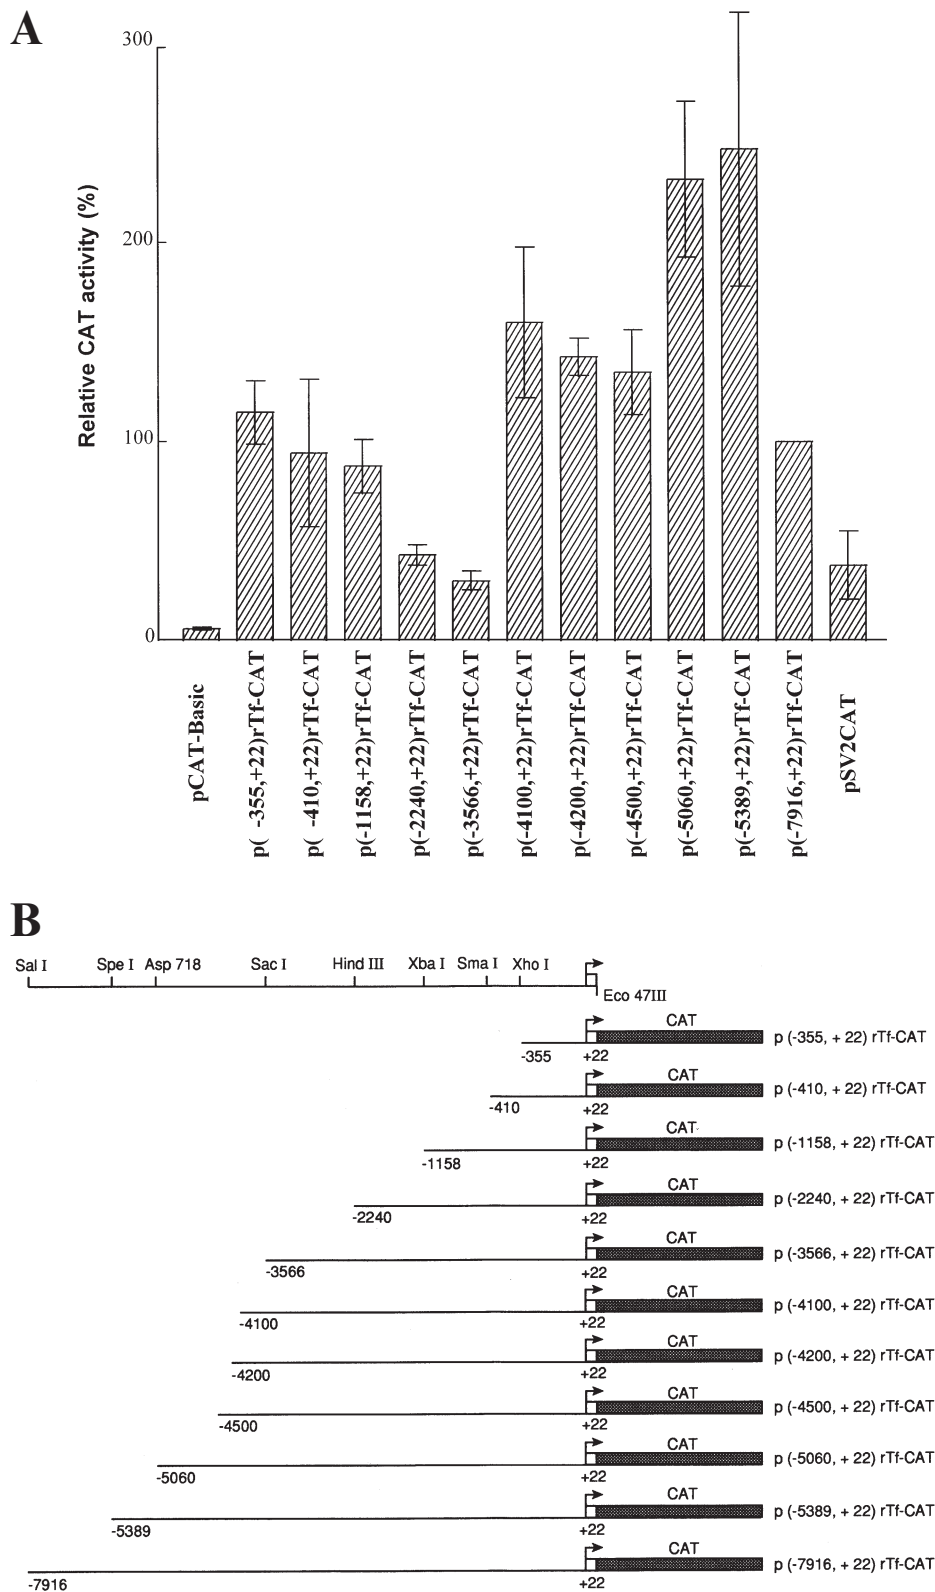 A
300
200
100
0
Relative CAT activity (%)
pCAT-Basic
p( -355,+22)rTf-CAT
p( -410,+22)rTf-CAT
p(-1158,+22)rTf-CAT
p(-2240,+22)rTf-CAT
p(-3566,+22)rTf-CAT
p(-4100,+22)rTf-CAT
p(-4200,+22)rTf-CAT
p(-4500,+22)rTf-CAT
p(-5060,+22)rTf-CAT
p(-5389,+22)rTf-CAT
p(-7916,+22)rTf-CAT
pSV2CAT
B
Sal I Spe I Asp 718 Sac I Hind III Xba I Sma I Xho I
Eco 47III
CAT
p (-355, + 22) rTf-CAT
-355 +22
CAT
p (-410, + 22) rTf-CAT
-410 +22
CAT
p (-1158, + 22) rTf-CAT
-1158 +22
CAT
p (-2240, + 22) rTf-CAT
-2240 +22
CAT
p (-3566, + 22) rTf-CAT
-3566 +22
CAT
p (-4100, + 22) rTf-CAT
-4100 +22
CAT
p (-4200, + 22) rTf-CAT
-4200 +22
CAT
p (-4500, + 22) rTf-CAT
-4500 +22
CAT
p (-5060, + 22) rTf-CAT
-5060 +22
CAT
p (-5389, + 22) rTf-CAT
-5389 +22
CAT
p (-7916, + 22) rTf-CAT
-7916 +22